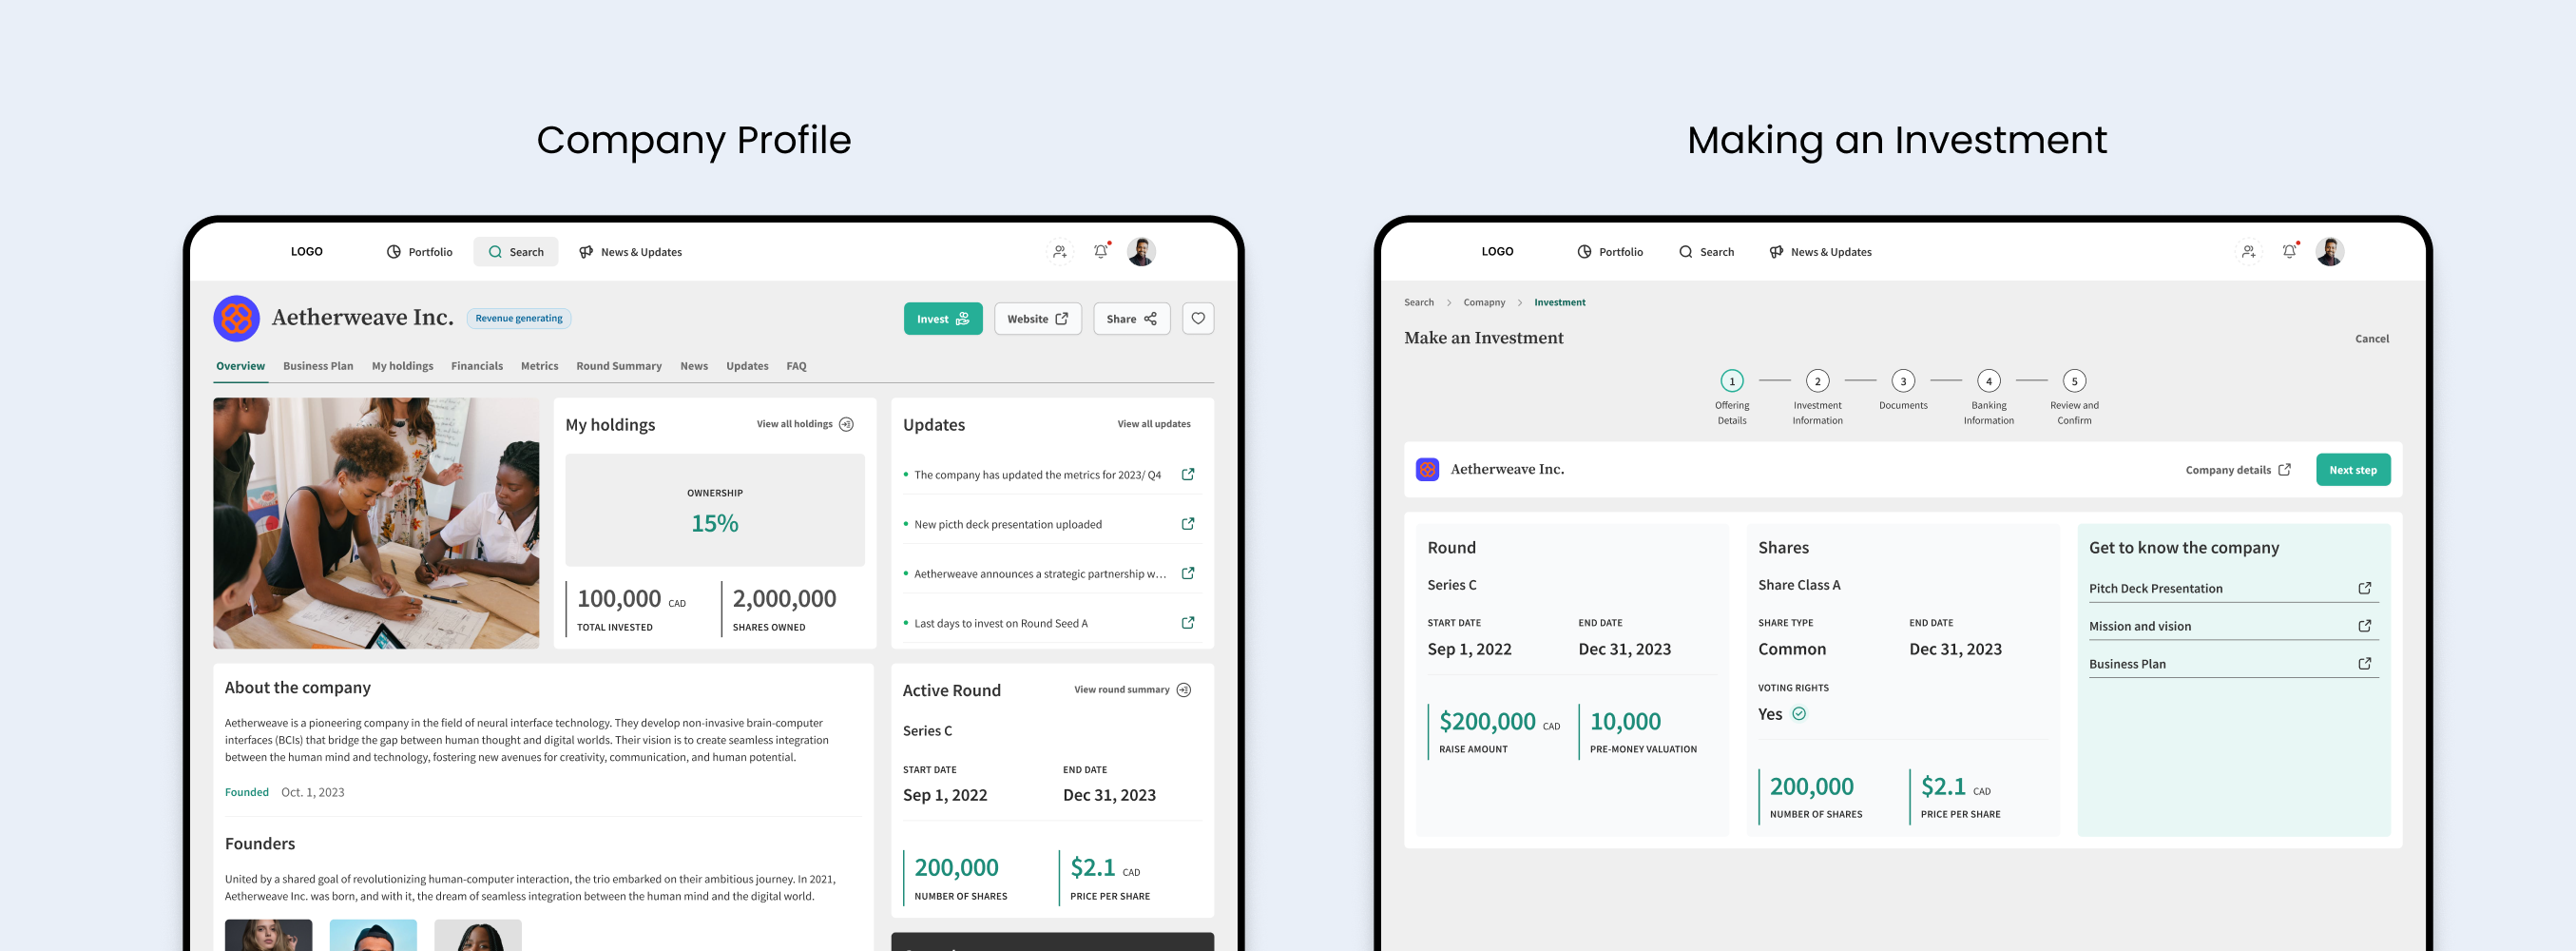 Company Profile
LOGO
Portfolio
Search
News & Updates
Aetherweave Inc.
Revenue generating
Invest
Website
Share
Overview
Business Plan
My holdings
Financials
Metrics
Round Summary
News
Updates
FAQ
My holdings
View all holdings
OWNERSHIP
15%
100,000 CAD
TOTAL INVESTED
2,000,000
SHARES OWNED
Updates
View all updates
The company has updated the metrics for 2023/ Q4
New picth deck presentation uploaded
Aetherweave announces a strategic partnership w...
Last days to invest on Round Seed A
About the company
Aetherweave is a pioneering company in the field of neural interface technology. They develop non-invasive brain-computer
interfaces (BCIs) that bridge the gap between human thought and digital worlds. Their vision is to create seamless integration
between the human mind and technology, fostering new avenues for creativity, communication, and human potential.
Founded Oct. 1, 2023
Founders
United by a shared goal of revolutionizing human-computer interaction, the trio embarked on their ambitious journey. In 2021,
Aetherweave Inc. was born, and with it, the dream of seamless integration between the human mind and the digital world.
Active Round
View round summary
Series C
START DATE
Sep 1, 2022
END DATE
Dec 31, 2023
200,000
NUMBER OF SHARES
$2.1 CAD
PRICE PER SHARE
Making an Investment
LOGO
Portfolio
Search
News & Updates
Search
Comapny
Investment
Make an Investment
Cancel
1
Offering
Details
2
Investment
Information
3
Documents
4
Banking
Information
5
Review and
Confirm
Aetherweave Inc.
Company details
Next step
Round
Series C
START DATE
Sep 1, 2022
END DATE
Dec 31, 2023
$200,000 CAD
RAISE AMOUNT
10,000
PRE-MONEY VALUATION
Shares
Share Class A
SHARE TYPE
Common
END DATE
Dec 31, 2023
VOTING RIGHTS
Yes
200,000
NUMBER OF SHARES
$2.1 CAD
PRICE PER SHARE
Get to know the company
Pitch Deck Presentation
Mission and vision
Business Plan